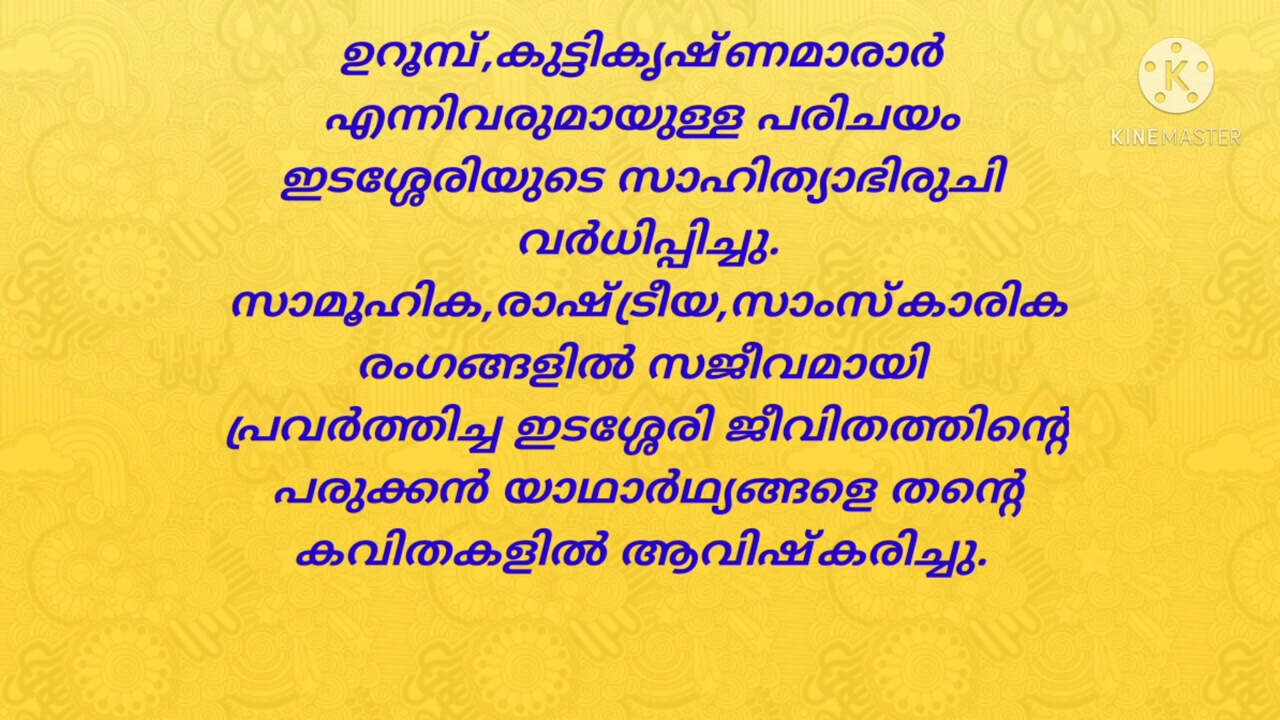 ഉറൂമ്പ്,കുട്ടികൃഷ്ണമാരാർ
എന്നിവരുമായുള്ള പരിചയം
ഇടശ്ശേരിയുടെ സാഹിത്യാഭിരുചി
വർധിപ്പിച്ചു.
സാമൂഹിക,രാഷ്ട്രീയ,സാംസ്കാരിക
രംഗങ്ങളിൽ സജീവമായി
പ്രവർത്തിച്ച ഇടശ്ശേരി ജീവിതത്തിന്റെ
പരുക്കൻ യാഥാർഥ്യങ്ങളെ തന്റെ
കവിതകളിൽ ആവിഷ്കരിച്ചു.
K
KINEMASTER